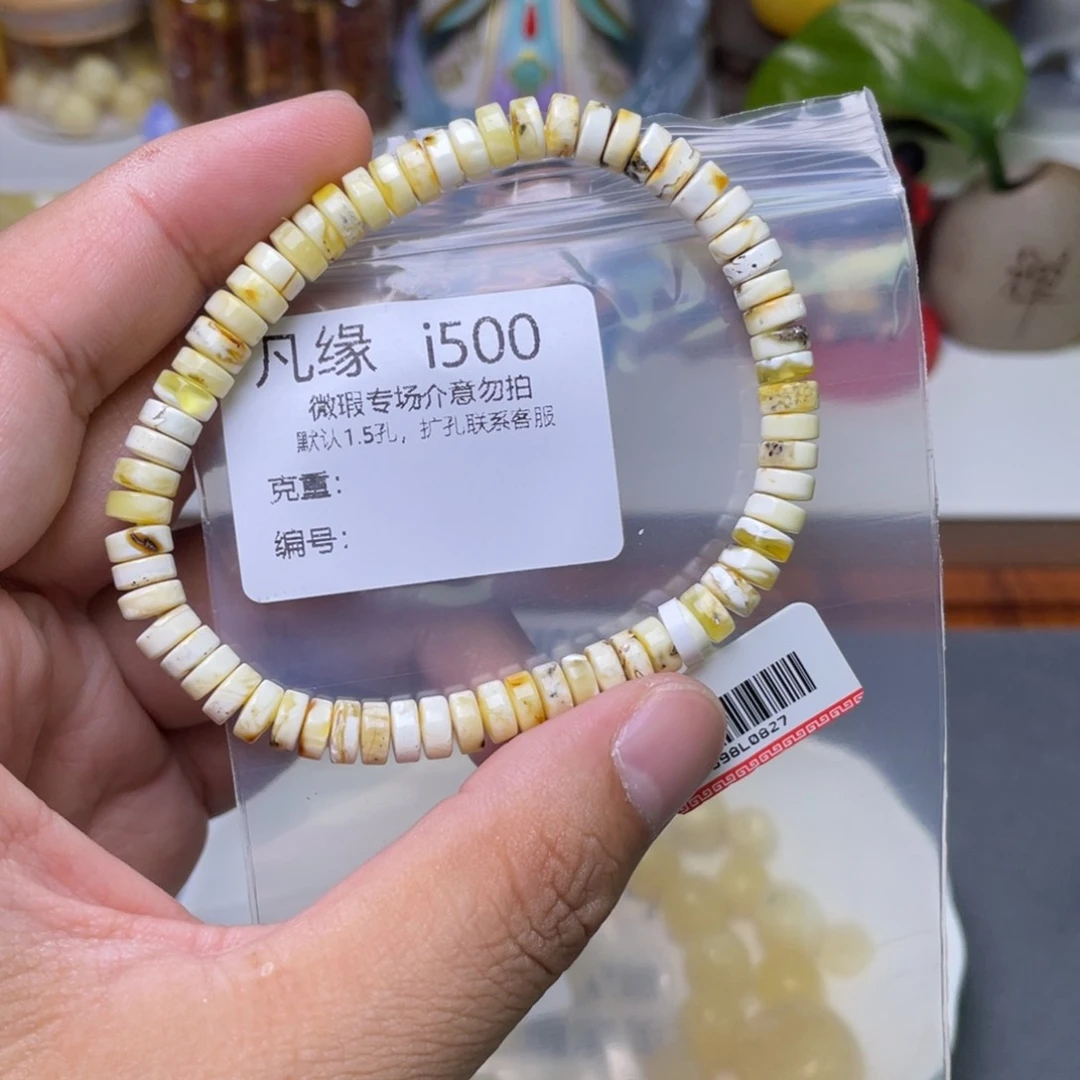 凡缘 i500
微瑕专场介意勿拍
默认1.5孔，扩孔联系客服
克重：
编号：
98L0827